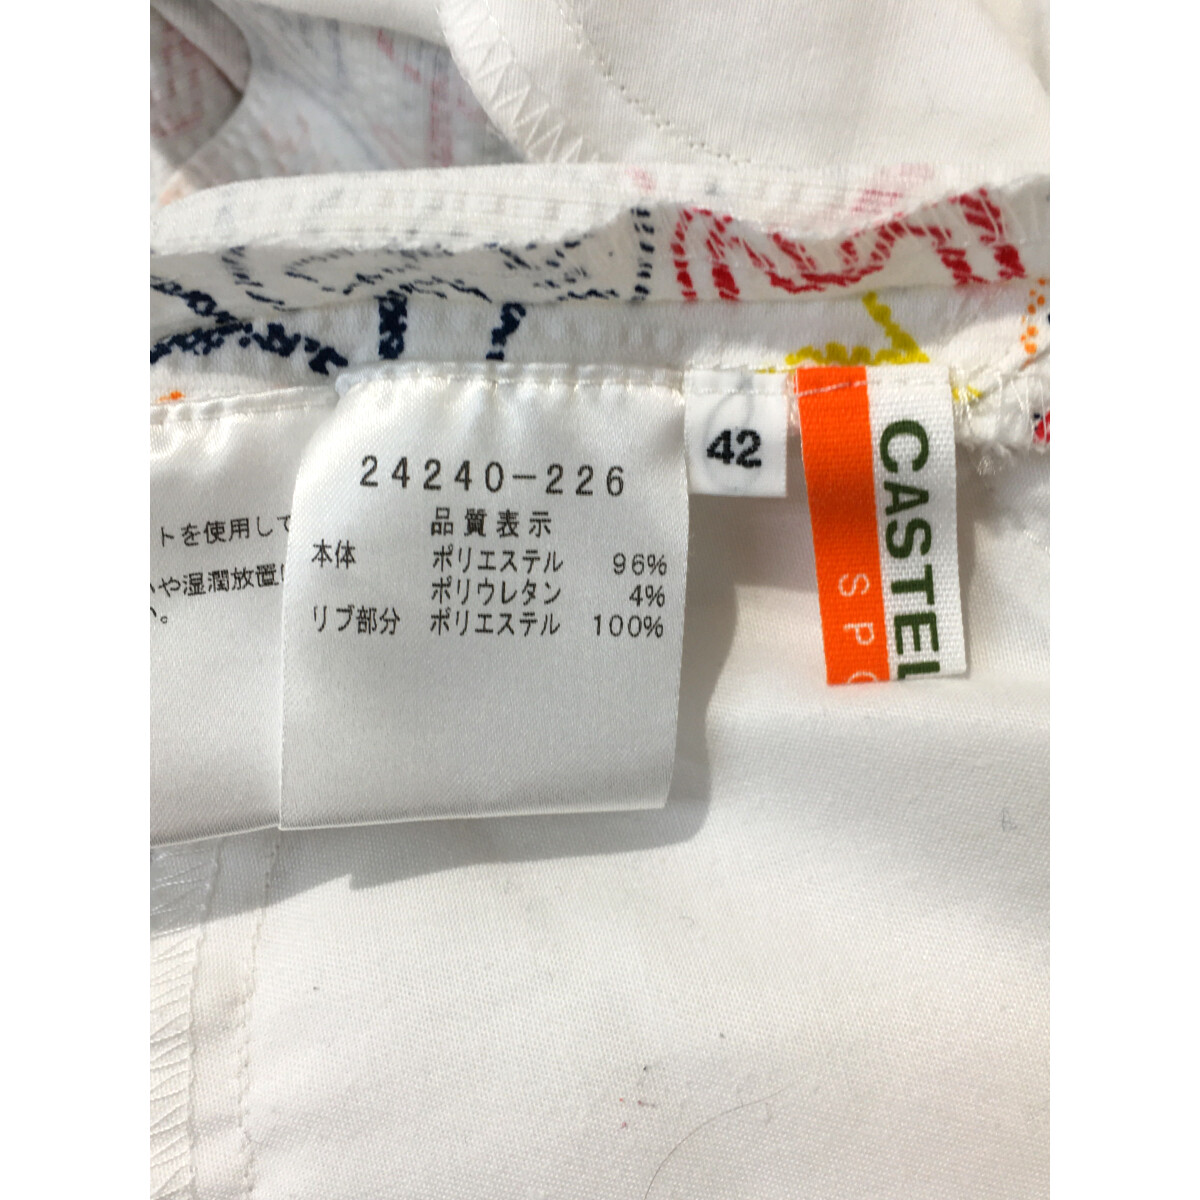 24240-226
品質表示
本体 ポリエステル 96%
ポリウレタン 4%
リブ部分 ポリエステル 100%
42
CASTEL
SPO
トを使用して
や湿潤放置
。